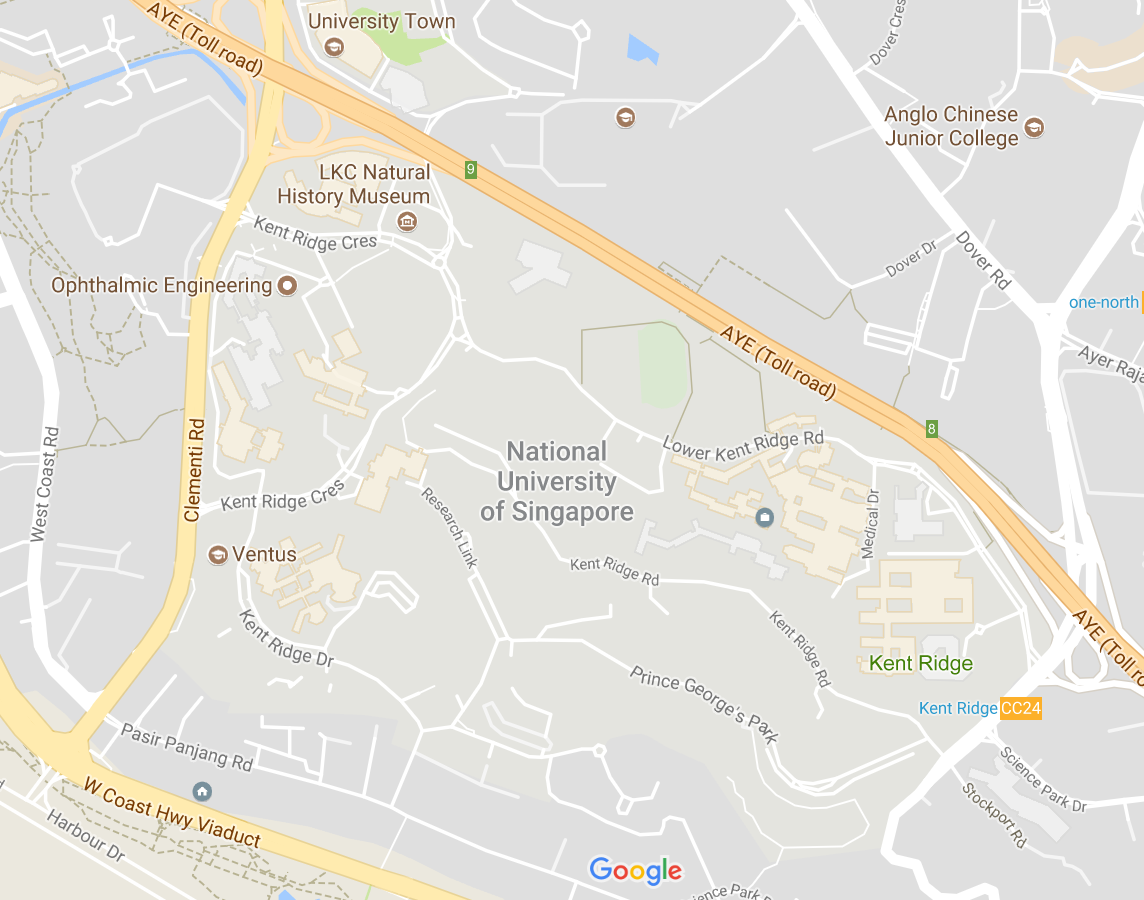 University Town
AYE (Toll road)
Dover Cres
Anglo Chinese
Junior College
9
LKC Natural
History Museum
Kent Ridge Cres
Dover Dr
Dover Rd
Ophthalmic Engineering
one-north
AYE (Toll road)
Ayer Raja
Clementi Rd
West Coast Rd
8
Lower Kent Ridge Rd
National
University
of Singapore
Kent Ridge Cres
Research Link
Medical Dr
Ventus
Kent Ridge Rd
Kent Ridge Dr
Kent Ridge Rd
AYE (Toll ro
Kent Ridge
Prince George's Park
Kent Ridge CC24
Pasir Panjang Rd
Science Park Dr
Stockport Rd
W Coast Hwy Viaduct
Harbour Dr
Google
cience Park Dr